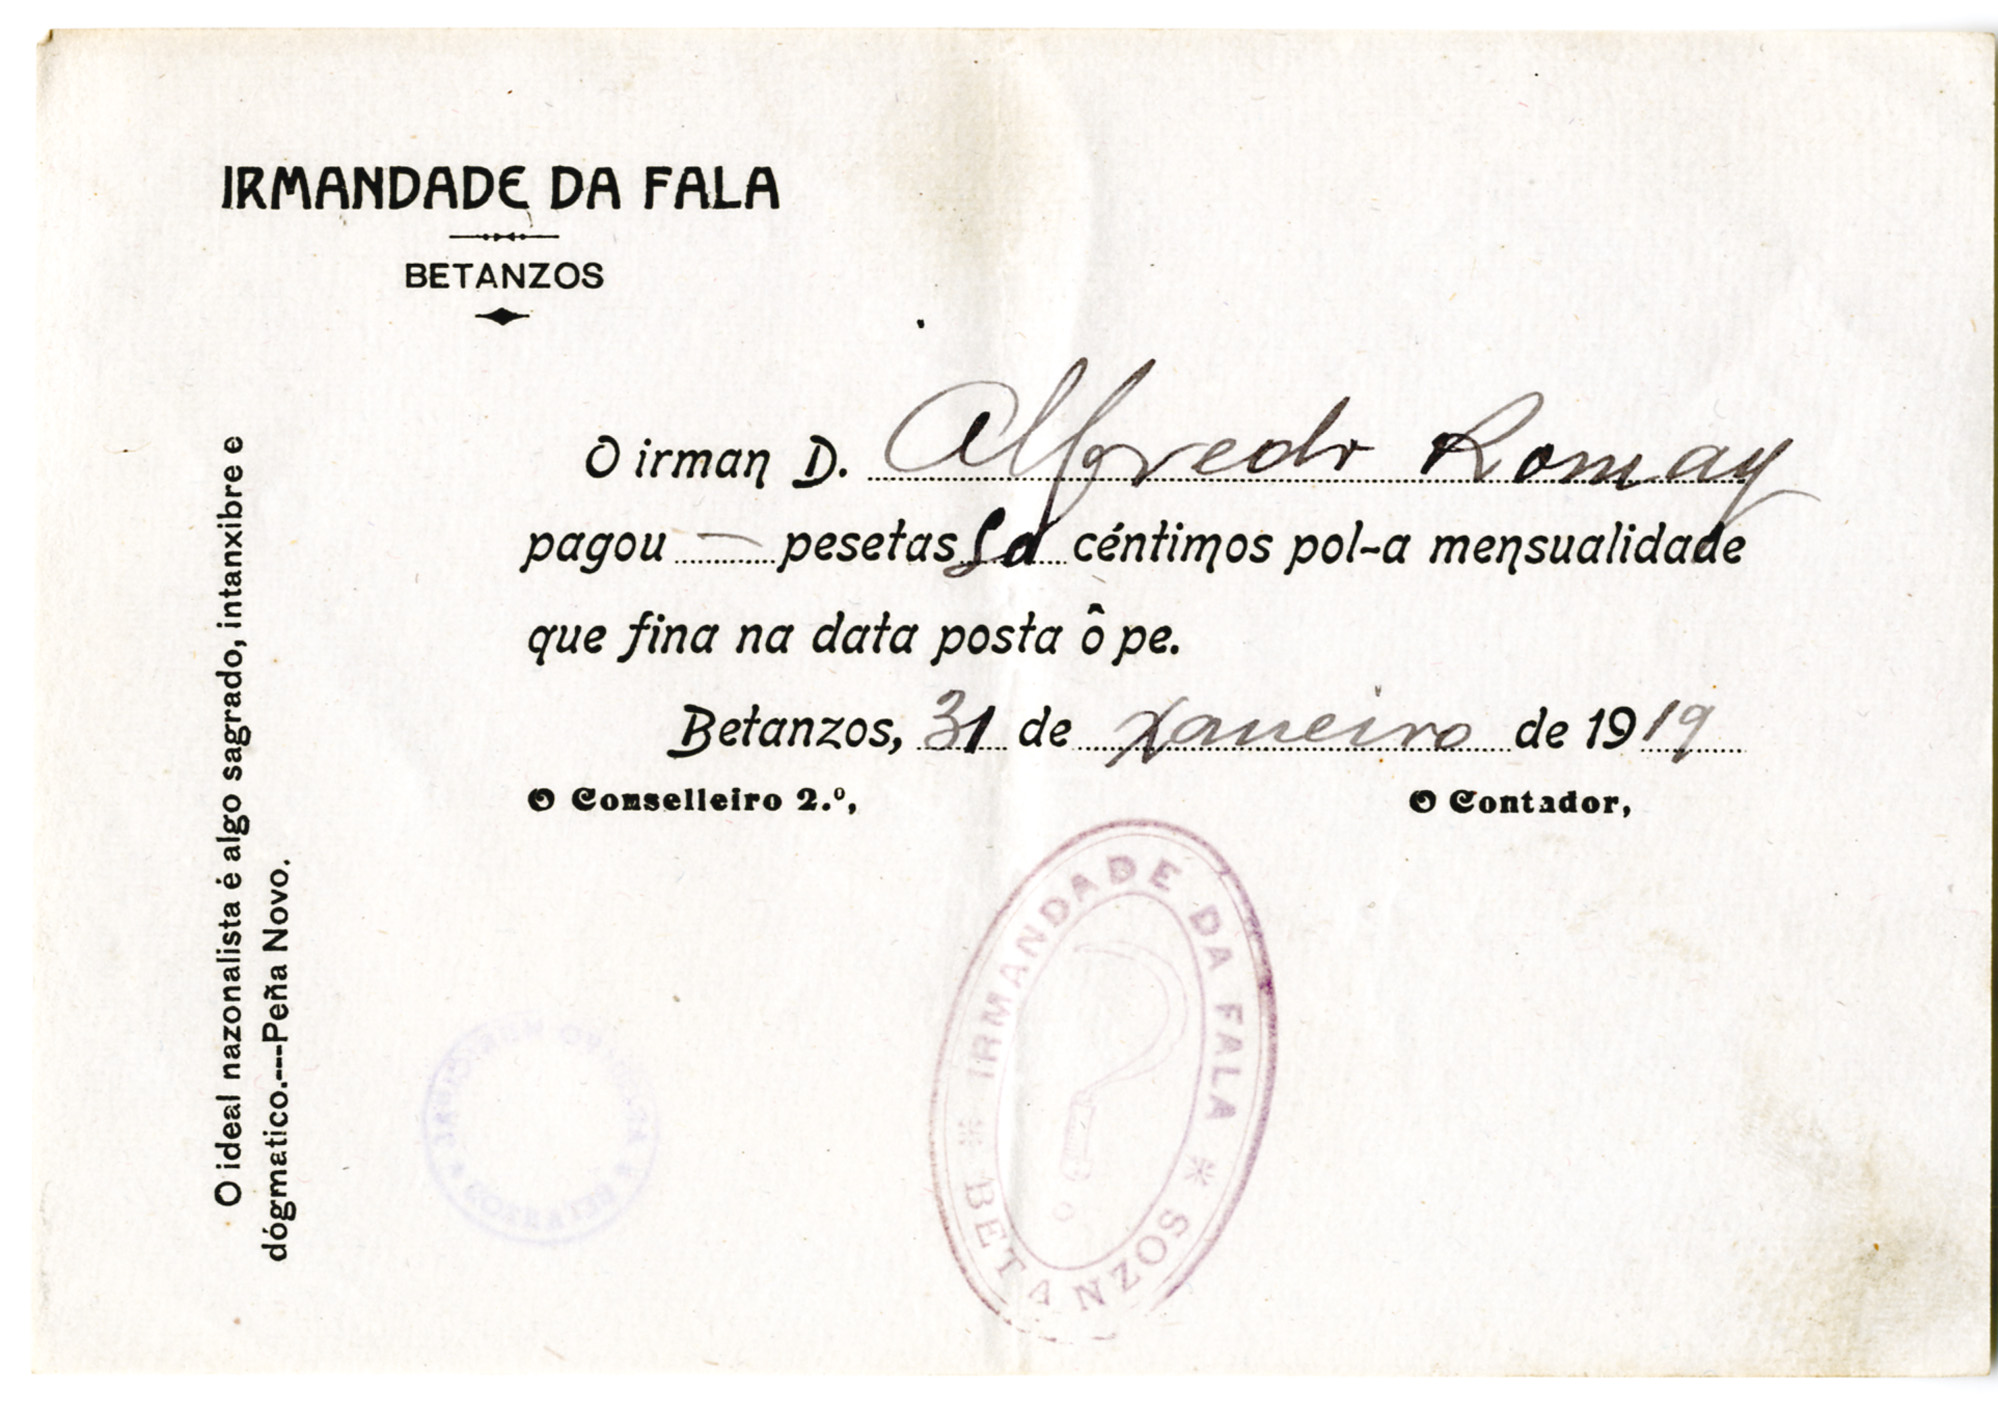 IRMANDADE DA FALA
BETANZOS
O irman D. Alfredo Romay
pagou — pesetas 50 céntimos pol-a mensualidade
que fina na data posta ô pe.
Betanzos, 31 de Xaneiro de 1919
O Conselleiro 2.º,
O Contador,
O ideal nazonalista é algo sagrado, intanxibre e
dógmatico.---Peña Novo.
IRMANDADE DA FALA
* BETANZOS *